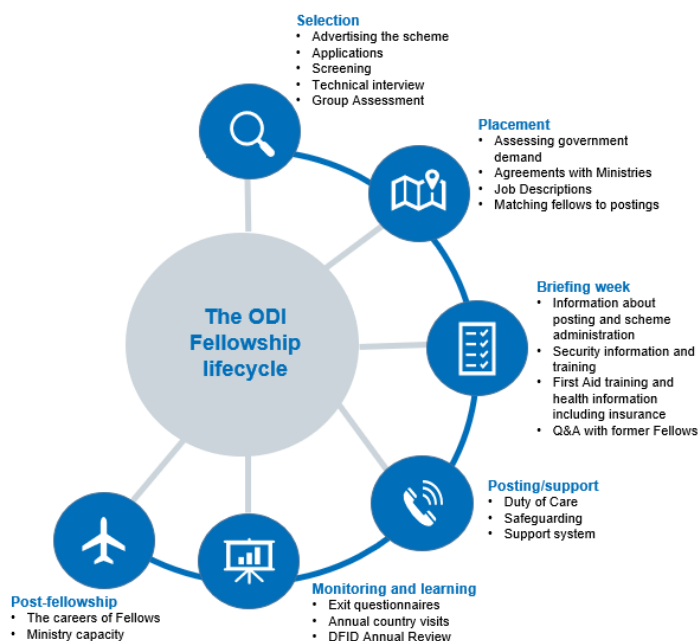 Selection
• Advertising the scheme
• Applications
• Screening
• Technical interview
• Group Assessment
Placement
• Assessing government
demand
• Agreements with Ministries
• Job Descriptions
• Matching fellows to postings
The ODI
Fellowship
lifecycle
Briefing week
• Information about
posting and scheme
administration
• Security information and
training
• First Aid training and
health information
including insurance
• Q&A with former Fellows
Posting/support
• Duty of Care
• Safeguarding
• Support system
Monitoring and learning
• Exit questionnaires
• Annual country visits
• DFID Annual Review
Post-fellowship
• The careers of Fellows
• Ministry capacity